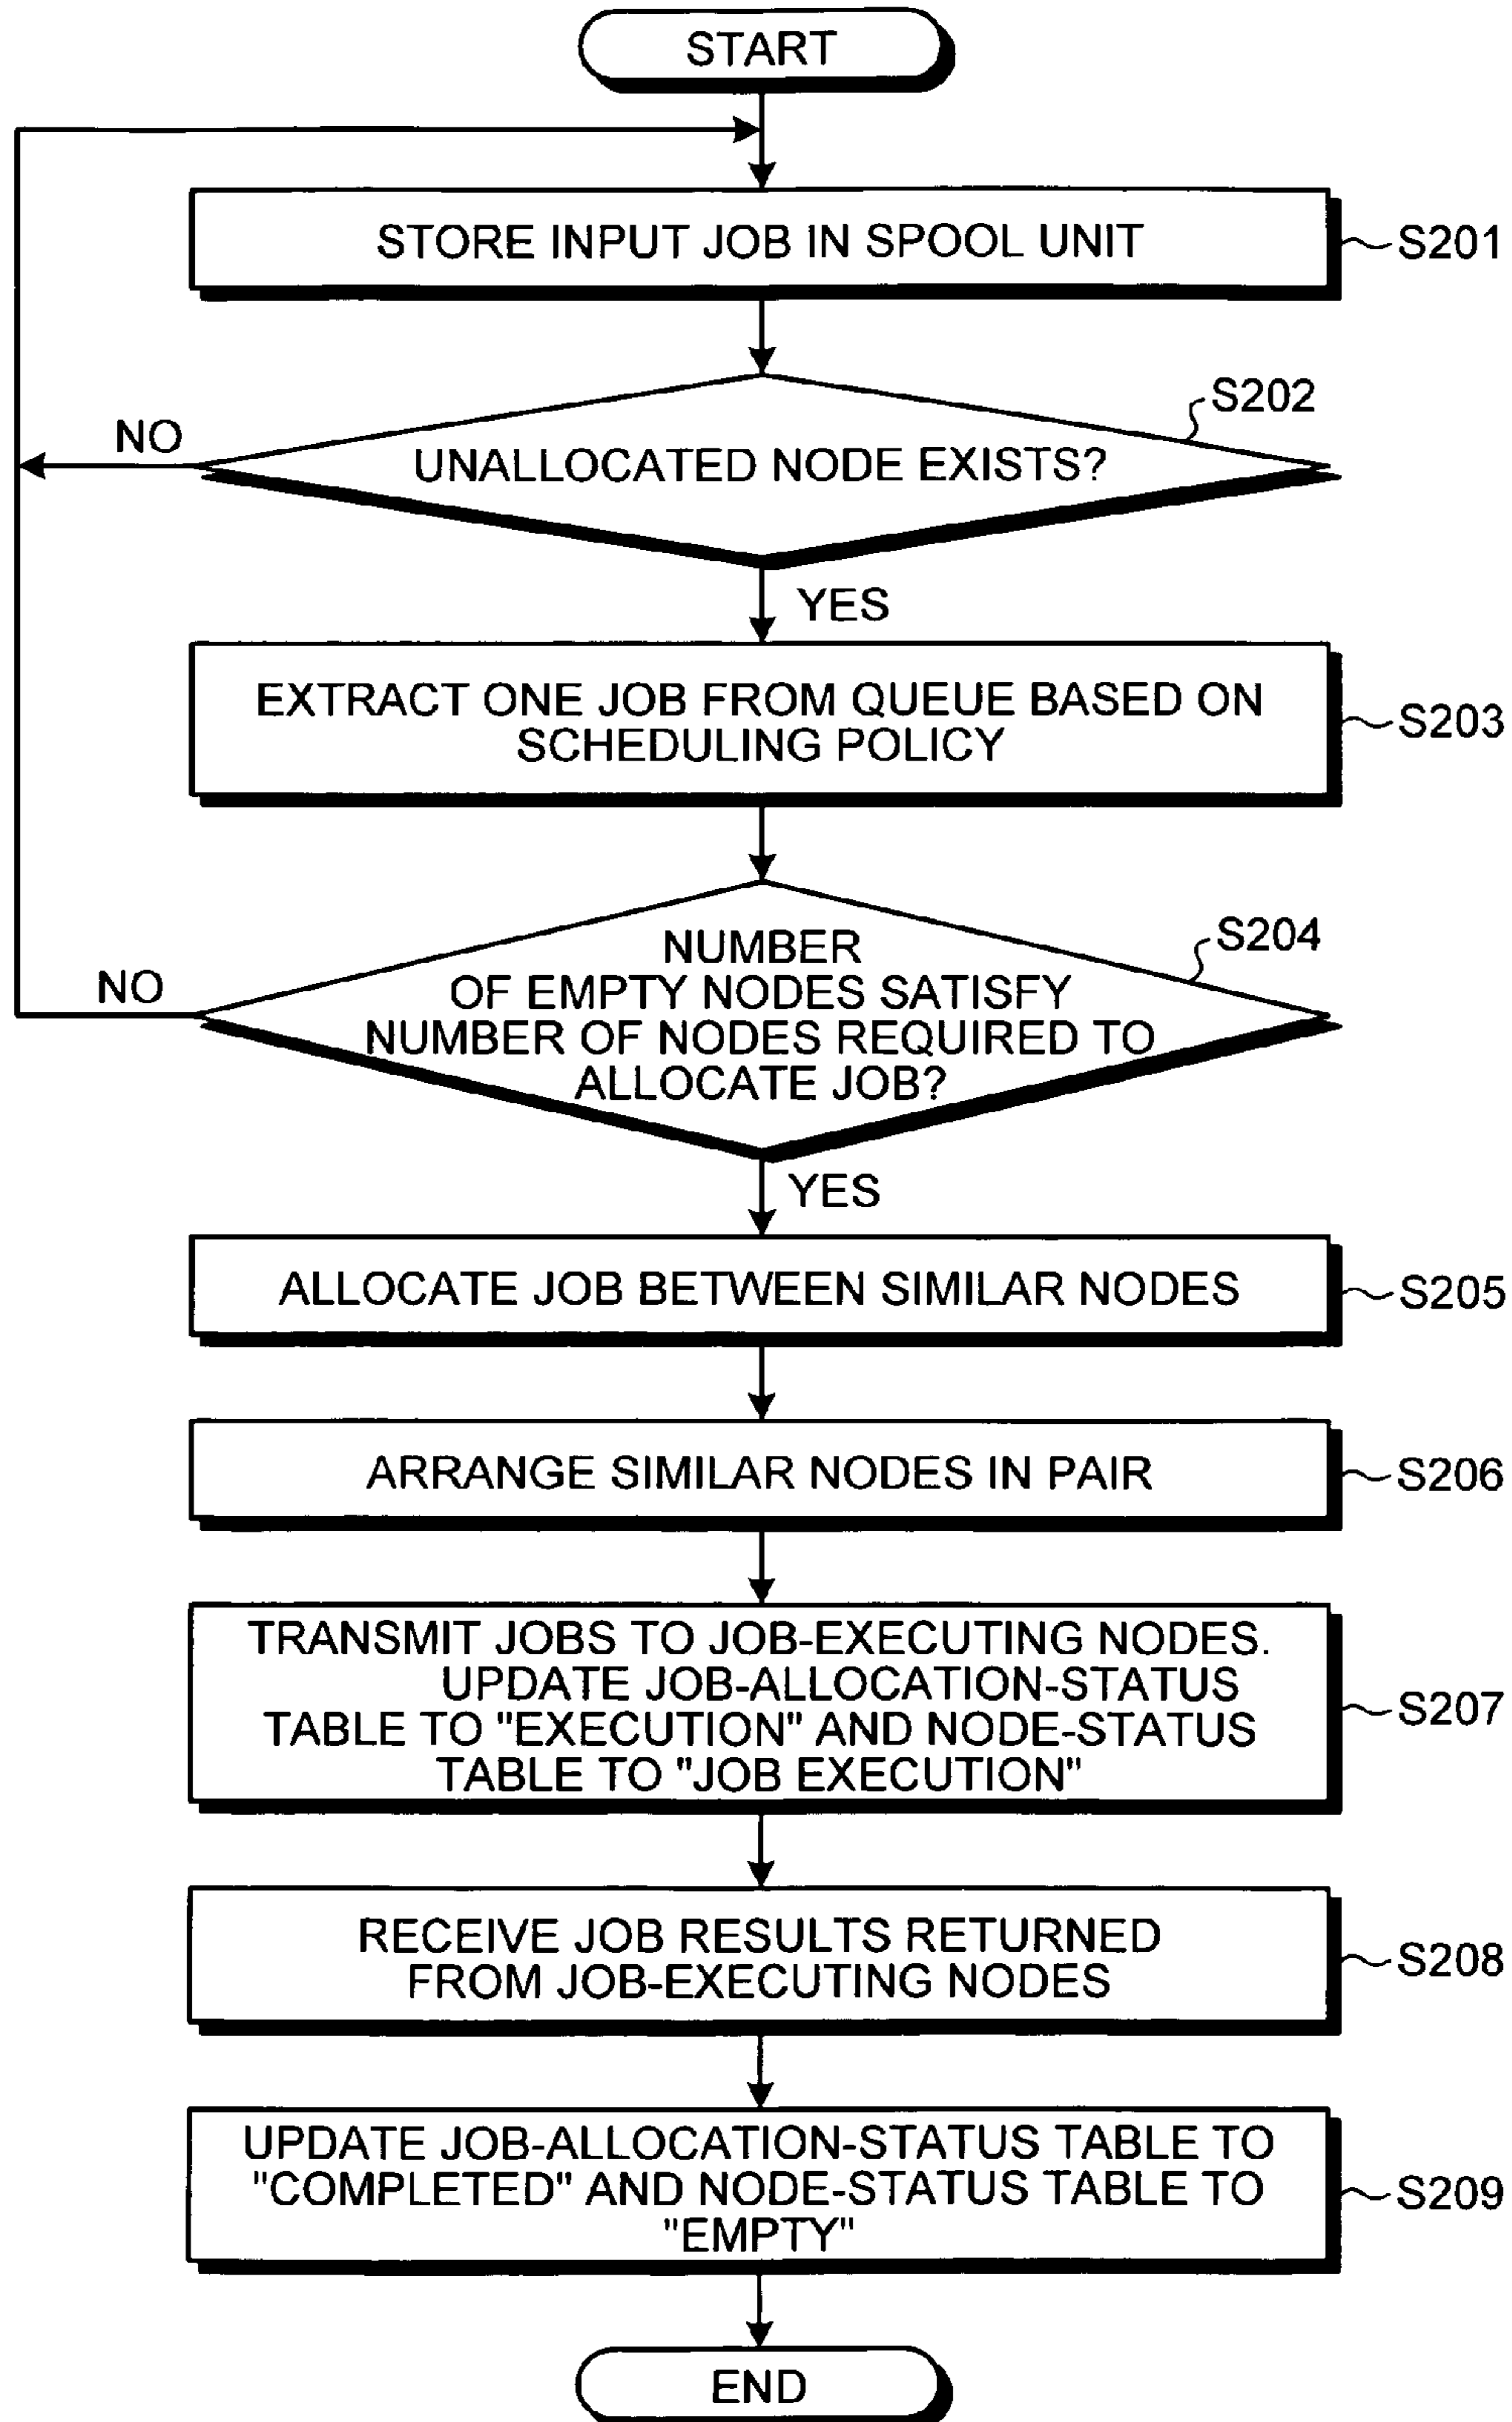 START
STORE INPUT JOB IN SPOOL UNIT
S201
S202
NO
UNALLOCATED NODE EXISTS?
YES
EXTRACT ONE JOB FROM QUEUE BASED ON
SCHEDULING POLICY
S203
S204
NO
NUMBER
OF EMPTY NODES SATISFY
NUMBER OF NODES REQUIRED TO
ALLOCATE JOB?
YES
ALLOCATE JOB BETWEEN SIMILAR NODES
S205
ARRANGE SIMILAR NODES IN PAIR
S206
TRANSMIT JOBS TO JOB-EXECUTING NODES.
UPDATE JOB-ALLOCATION-STATUS
TABLE TO "EXECUTION" AND NODE-STATUS
TABLE TO "JOB EXECUTION"
S207
RECEIVE JOB RESULTS RETURNED
FROM JOB-EXECUTING NODES
S208
UPDATE JOB-ALLOCATION-STATUS TABLE TO
"COMPLETED" AND NODE-STATUS TABLE TO
"EMPTY"
S209
END